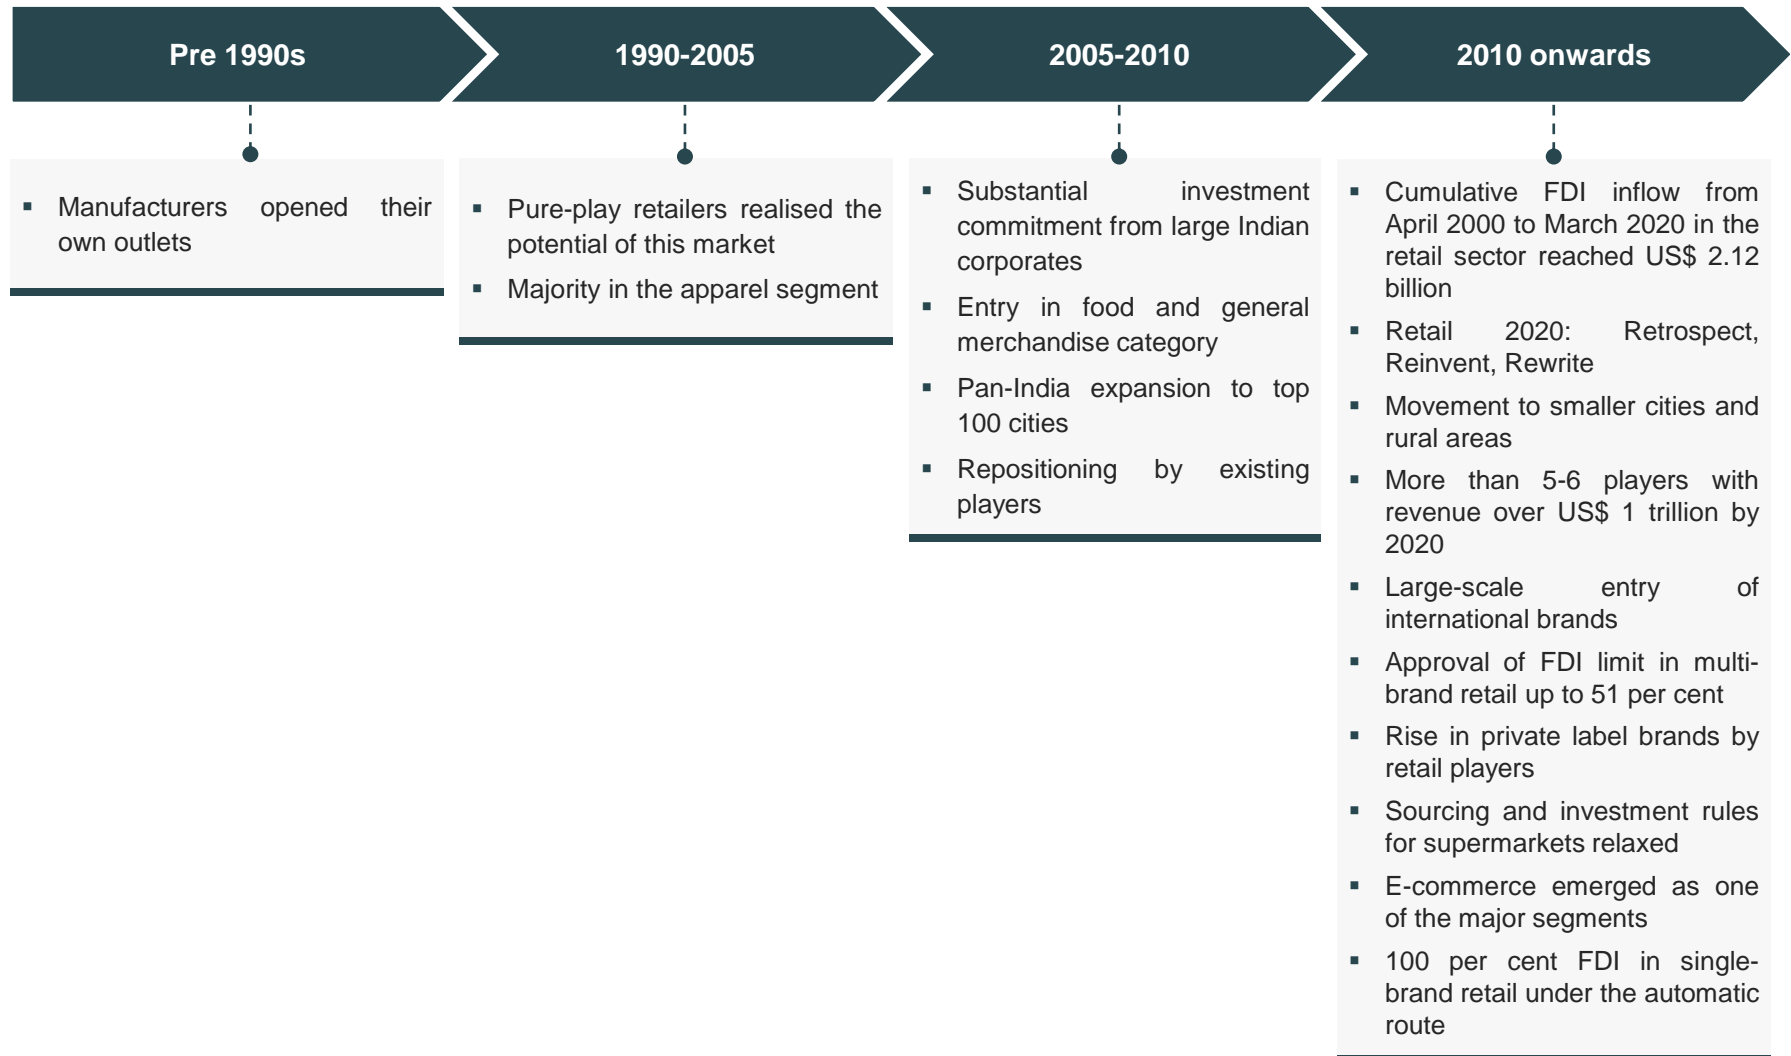 Pre 1990s
1990-2005
2005-2010
2010 onwards
▪ Manufacturers opened their
own outlets
▪ Pure-play retailers realised the
potential of this market
▪ Majority in the apparel segment
▪ Substantial investment
commitment from large Indian
corporates
▪ Entry in food and general
merchandise category
▪ Pan-India expansion to top
100 cities
▪ Repositioning by existing
players
▪ Cumulative FDI inflow from
April 2000 to March 2020 in the
retail sector reached US$ 2.12
billion
▪ Retail 2020: Retrospect,
Reinvent, Rewrite
▪ Movement to smaller cities and
rural areas
▪ More than 5-6 players with
revenue over US$ 1 trillion by
2020
▪ Large-scale entry of
international brands
▪ Approval of FDI limit in multi-
brand retail up to 51 per cent
▪ Rise in private label brands by
retail players
▪ Sourcing and investment rules
for supermarkets relaxed
▪ E-commerce emerged as one
of the major segments
▪ 100 per cent FDI in single-
brand retail under the automatic
route